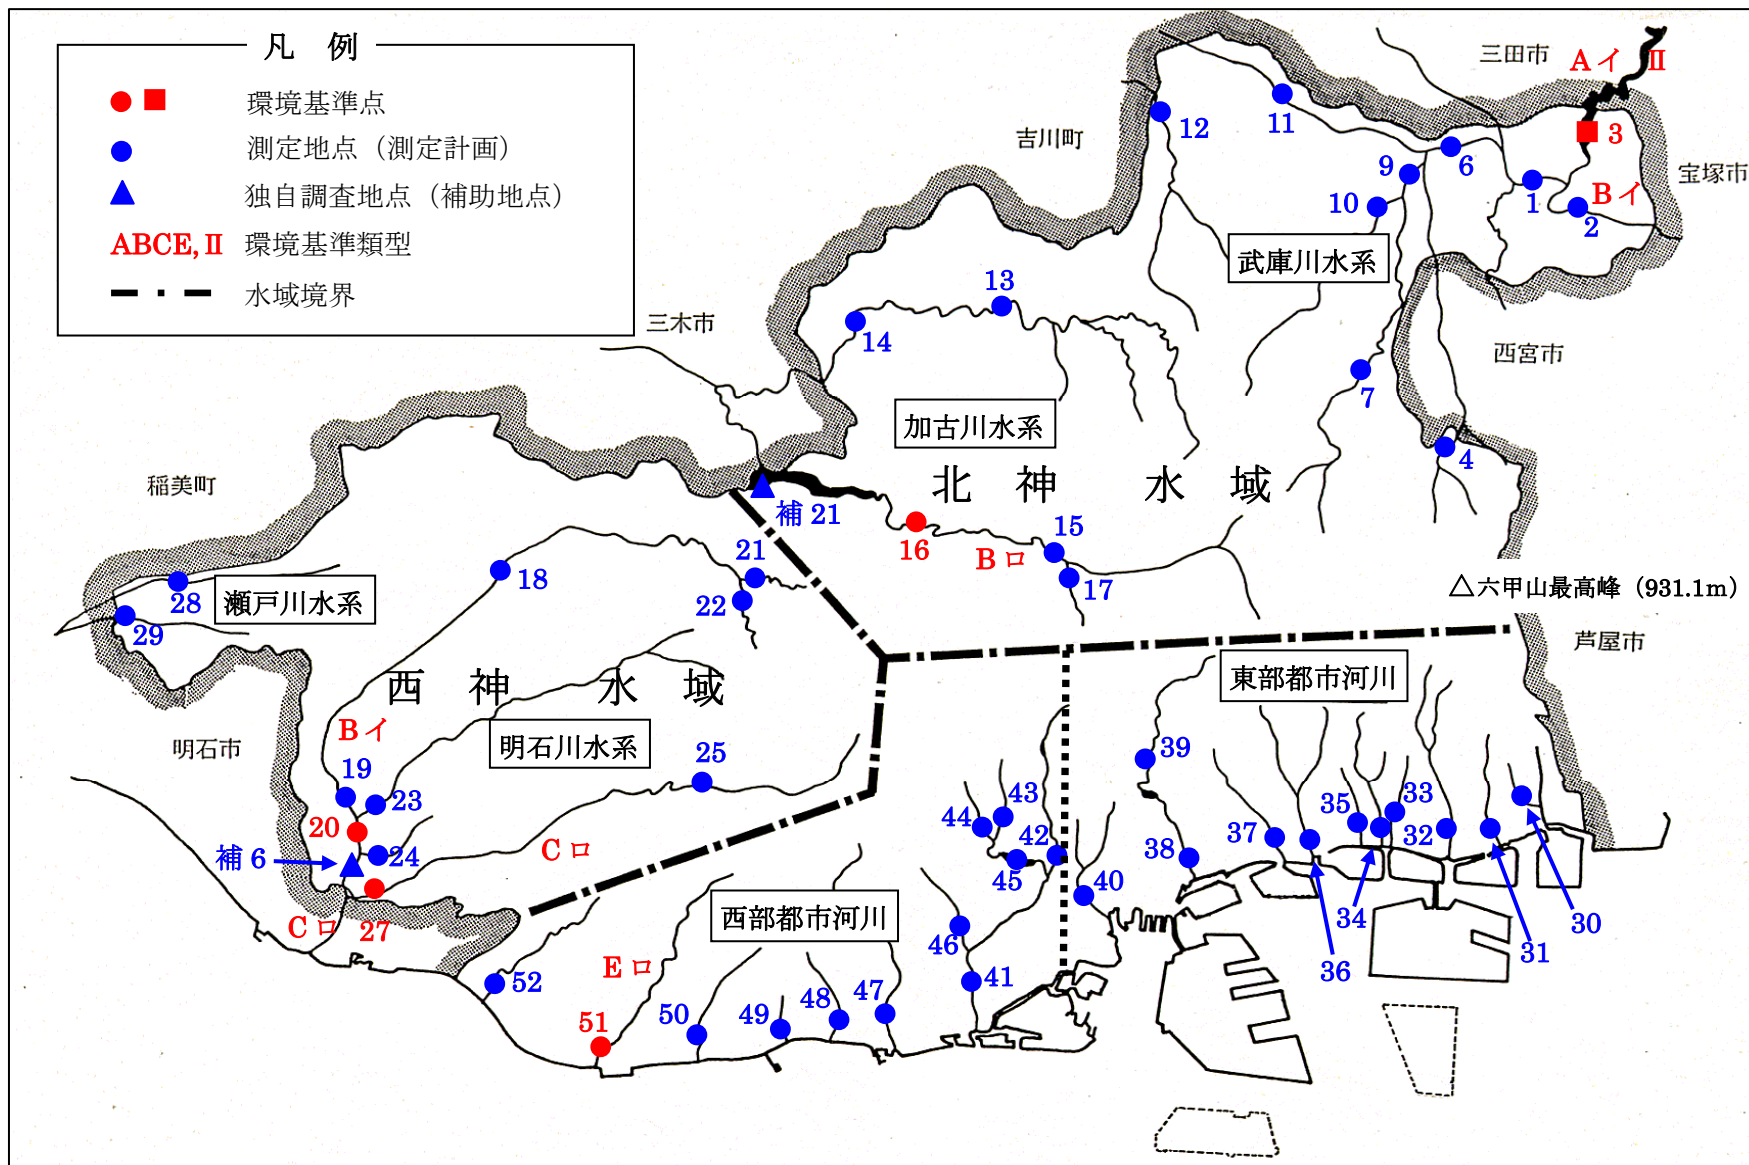 凡　例
環境基準点
測定地点（測定計画）
独自調査地点（補助地点）
ABCE, Ⅱ 環境基準類型
水域境界
三田市
Aイ Ⅱ
3
宝塚市
吉川町
12
11
6
9
10
1
Bイ
2
武庫川水系
西宮市
13
14
三木市
7
4
加古川水系
北　神　水　域
稲美町
補 21
16
Bロ
15
17
21
22
18
28
29
瀬戸川水系
△六甲山最高峰（931.1m）
芦屋市
西　神　水　域
東部都市河川
Bイ
明石市
明石川水系
19
23
20
補 6
24
25
Cロ
Cロ
27
39
38
37
36
35
34
33
32
31
30
44
43
42
45
40
西部都市河川
46
41
Eロ
52
51
50
49
48
47